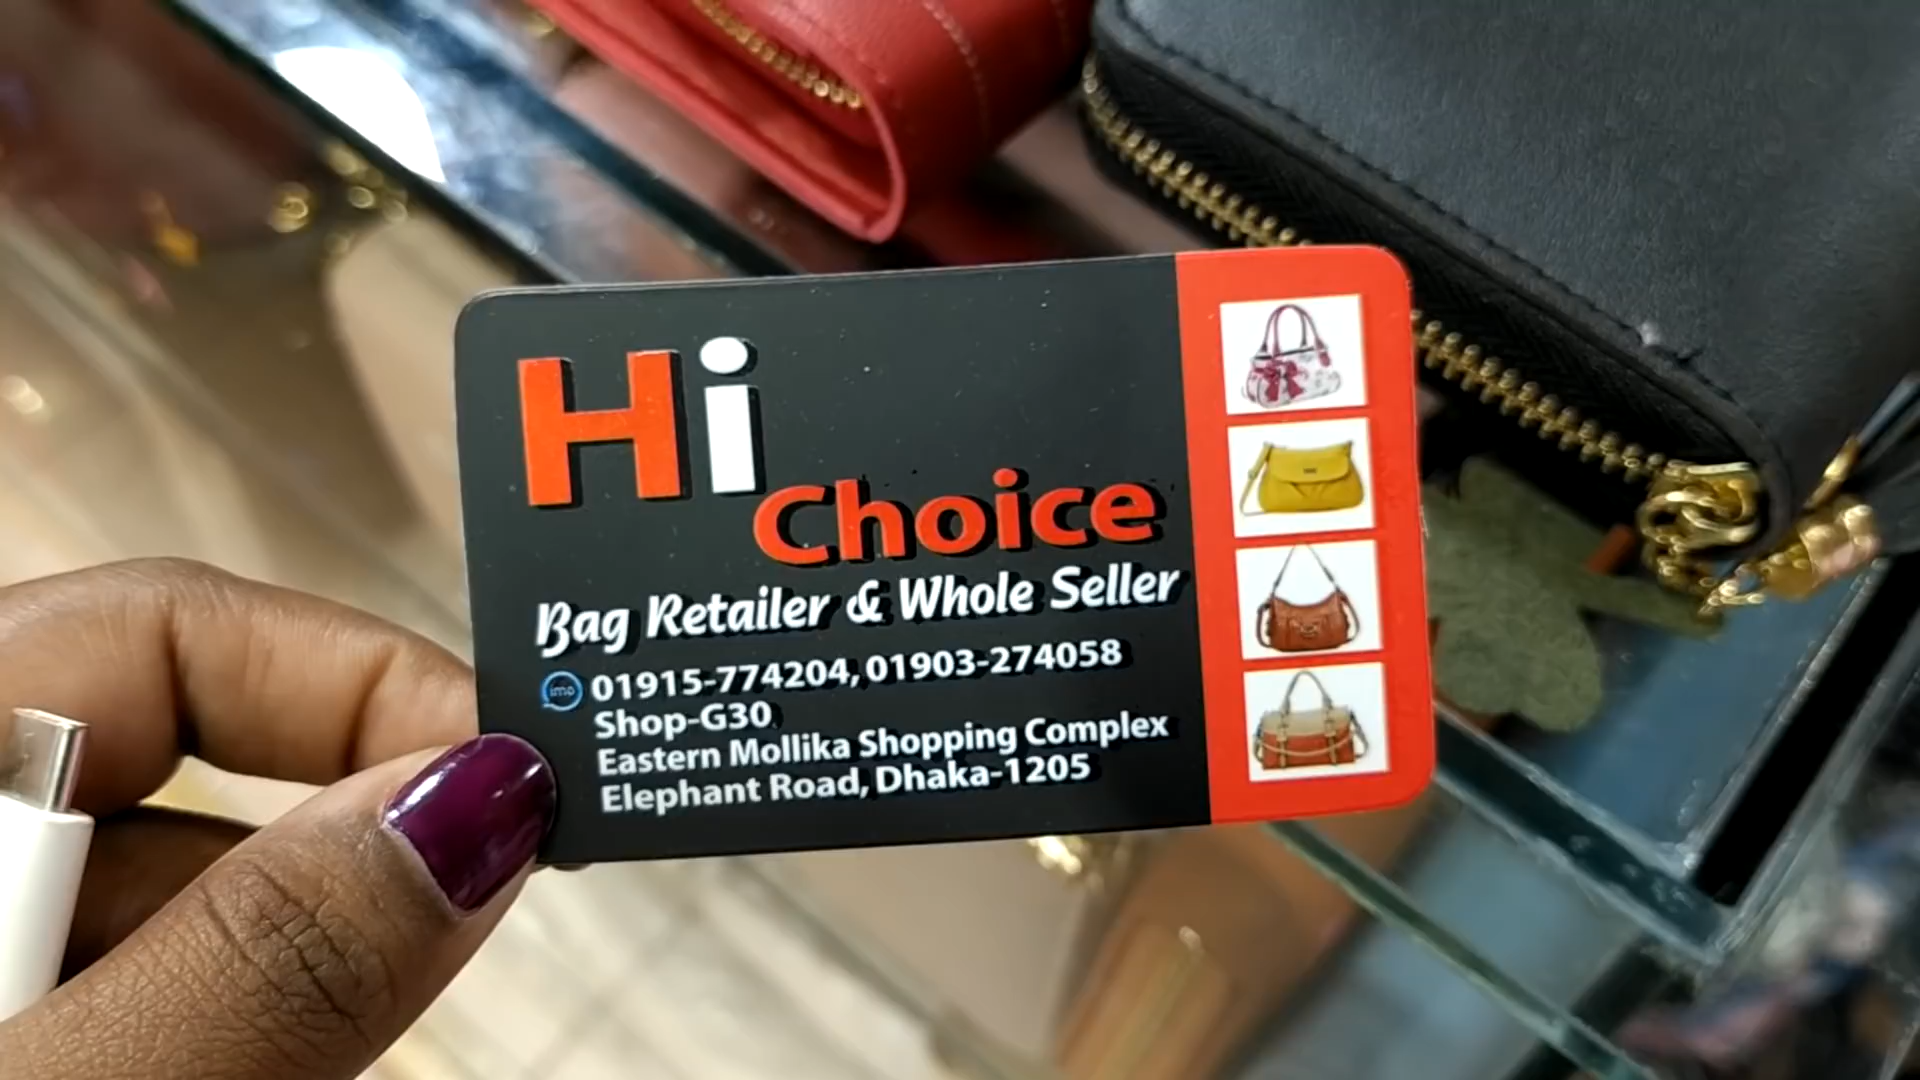 Hi
Choice
Bag Retailer & Whole Seller
imo 01915-774204, 01903-274058
Shop-G30
Eastern Mollika Shopping Complex
Elephant Road, Dhaka-1205